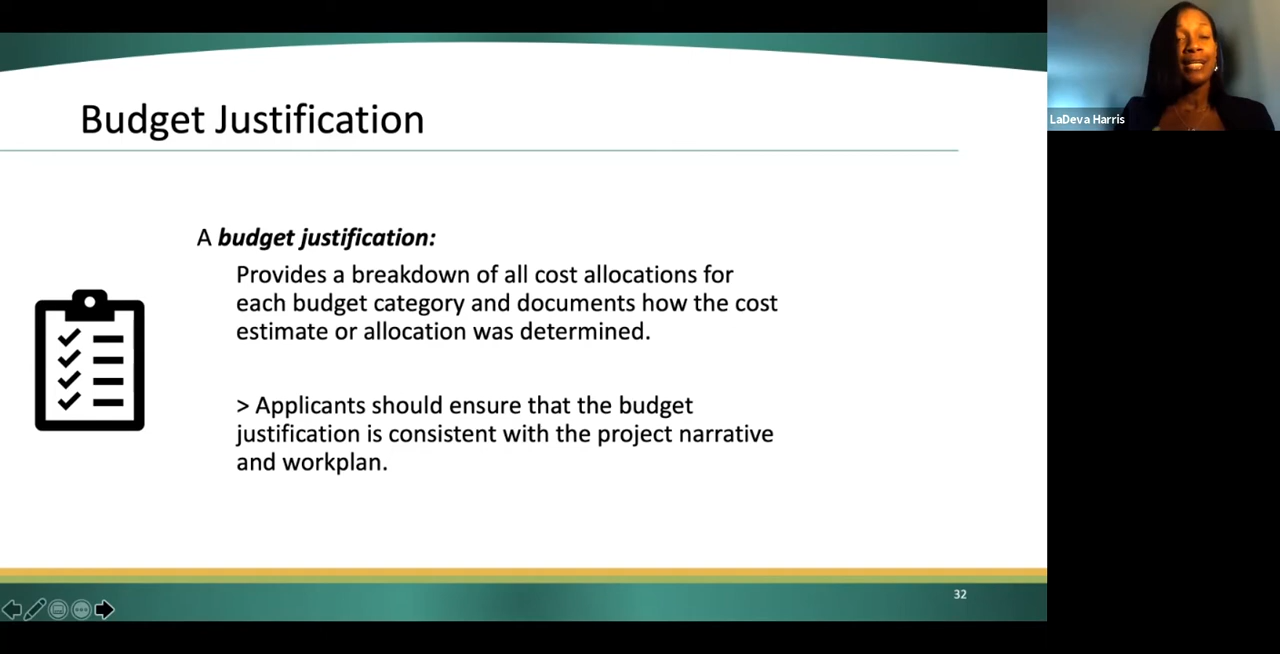 Budget Justification
A budget justification:
Provides a breakdown of all cost allocations for
each budget category and documents how the cost
estimate or allocation was determined.
> Applicants should ensure that the budget
justification is consistent with the project narrative
and workplan.
32
LaDeva Harris